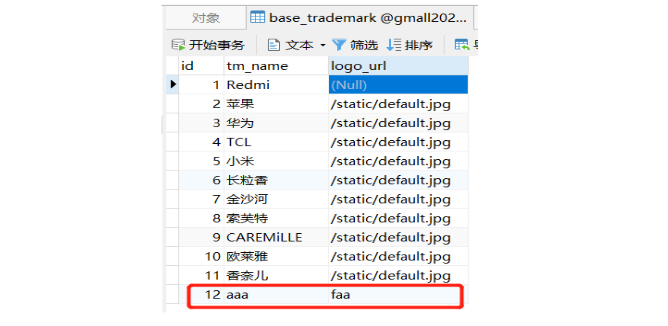 对象 base_trademark @gmall202...
开始事务 文本 筛选 排序
id tm_name logo_url
1 Redmi (Null)
2 苹果 /static/default.jpg
3 华为 /static/default.jpg
4 TCL /static/default.jpg
5 小米 /static/default.jpg
6 长粒香 /static/default.jpg
7 金沙河 /static/default.jpg
8 索芙特 /static/default.jpg
9 CAREMiLLE /static/default.jpg
10 欧莱雅 /static/default.jpg
11 香奈儿 /static/default.jpg
12 aaa faa